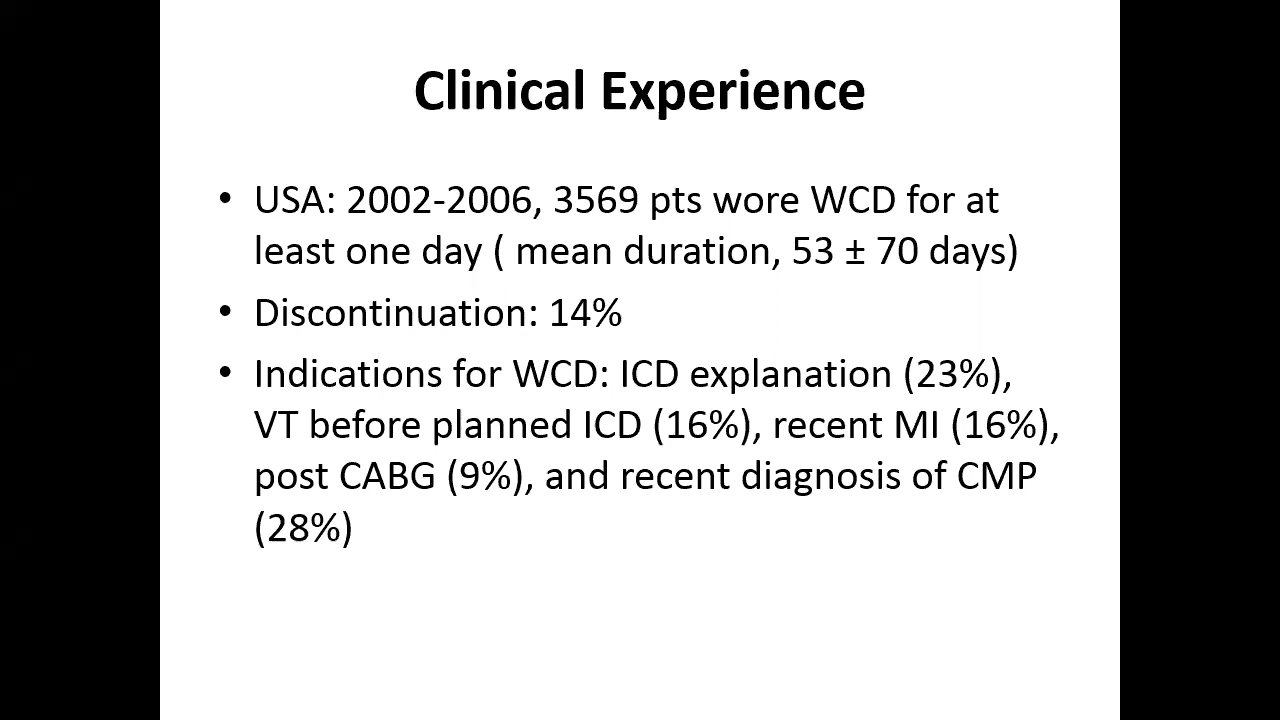 Clinical Experience
• USA: 2002-2006, 3569 pts wore WCD for at
least one day ( mean duration, 53 ± 70 days)
• Discontinuation: 14%
• Indications for WCD: ICD explanation (23%),
VT before planned ICD (16%), recent MI (16%),
post CABG (9%), and recent diagnosis of CMP
(28%)